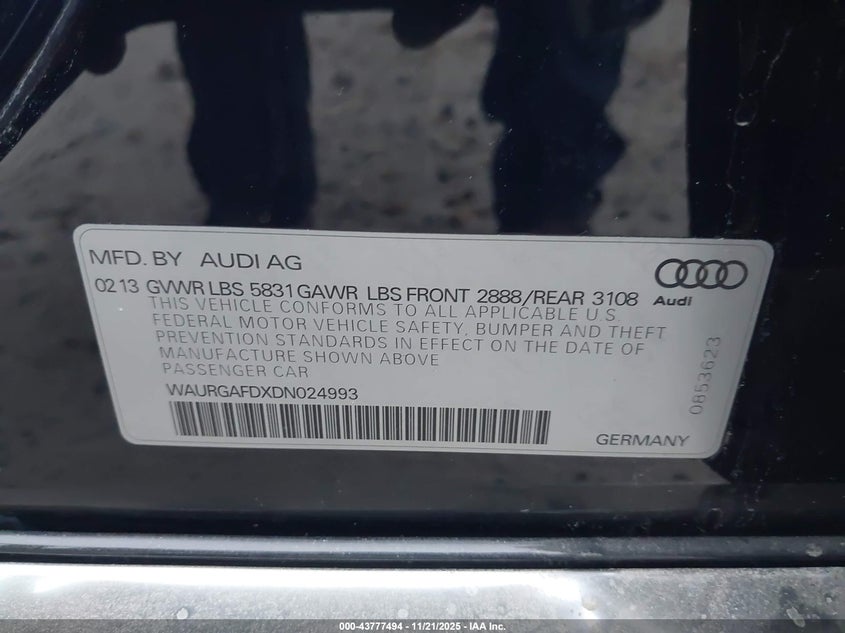 MFD. BY AUDI AG
02 13 GVWR LBS 5831 GAWR LBS FRONT 2888/REAR 3108
Audi
THIS VEHICLE CONFORMS TO ALL APPLICABLE U.S.
FEDERAL MOTOR VEHICLE SAFETY, BUMPER AND THEFT
PREVENTION STANDARDS IN EFFECT ON THE DATE OF
MANUFACTURE SHOWN ABOVE
PASSENGER CAR
WAURGAFDXDN024993
0853623
GERMANY
000-43777494 - 11/21/2025 - IAA Inc.